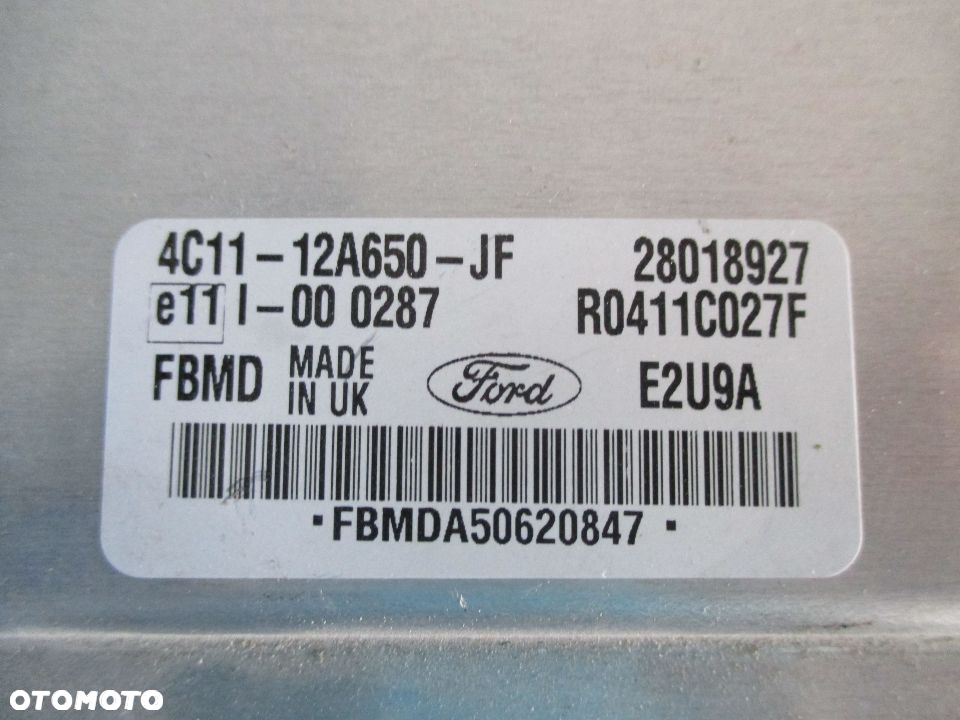 4C11-12A650-JF 28018927
e11 I-00 0287 R0411C027F
FBMD MADE IN UK Ford E2U9A
·FBMDA50620847·
OTOMOTO